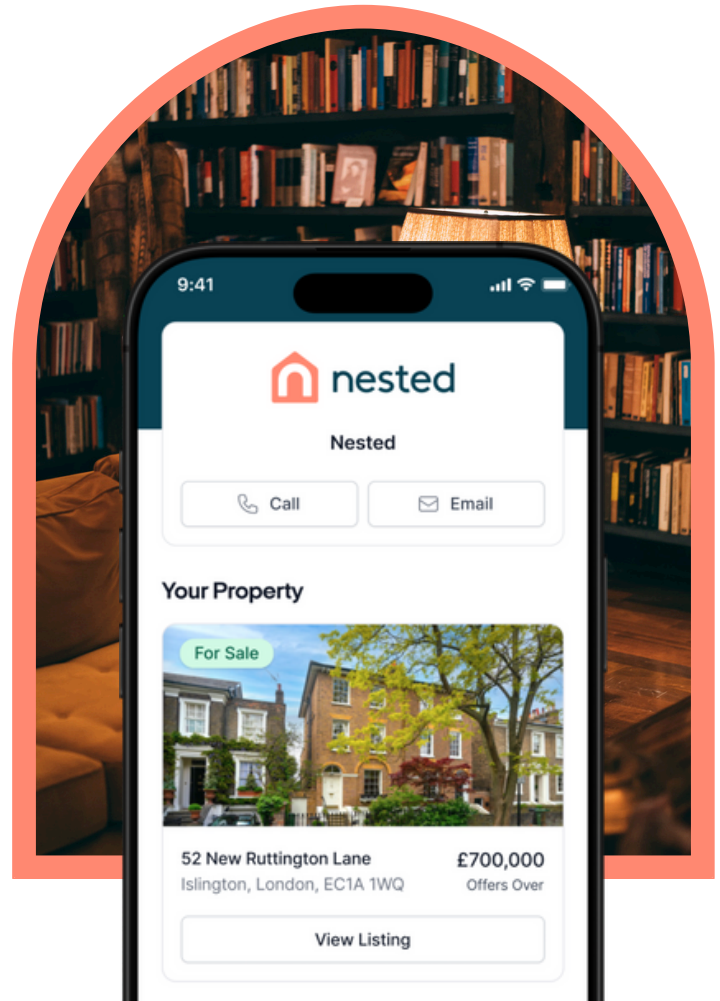 9:41
nested
Nested
Call
Email
Your Property
For Sale
52 New Ruttington Lane
£700,000
Islington, London, EC1A 1WQ
Offers Over
View Listing